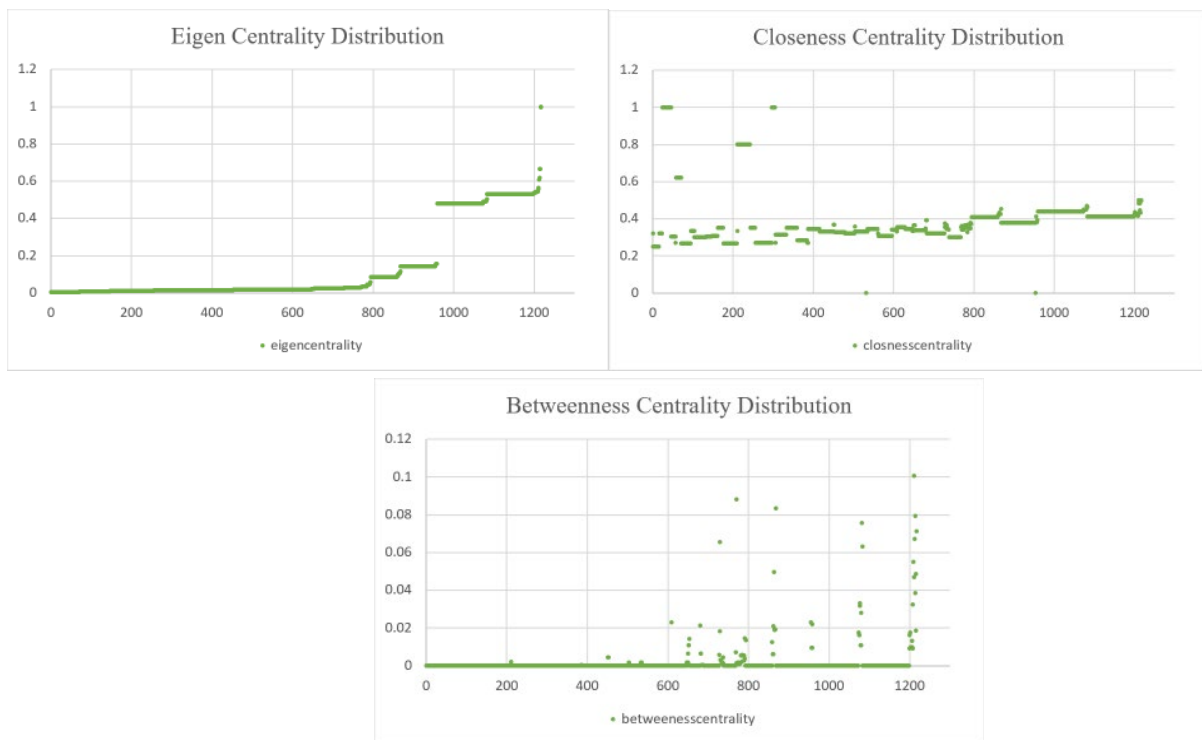 Eigen Centrality Distribution
1.2
1
0.8
0.6
0.4
0.2
0
0 200 400 600 800 1000 1200
eigencentrality
Closeness Centrality Distribution
1.2
1
0.8
0.6
0.4
0.2
0
0 200 400 600 800 1000 1200
closnesscentrality
Betweenness Centrality Distribution
0.12
0.1
0.08
0.06
0.04
0.02
0
0 200 400 600 800 1000 1200
betweenesscentrality